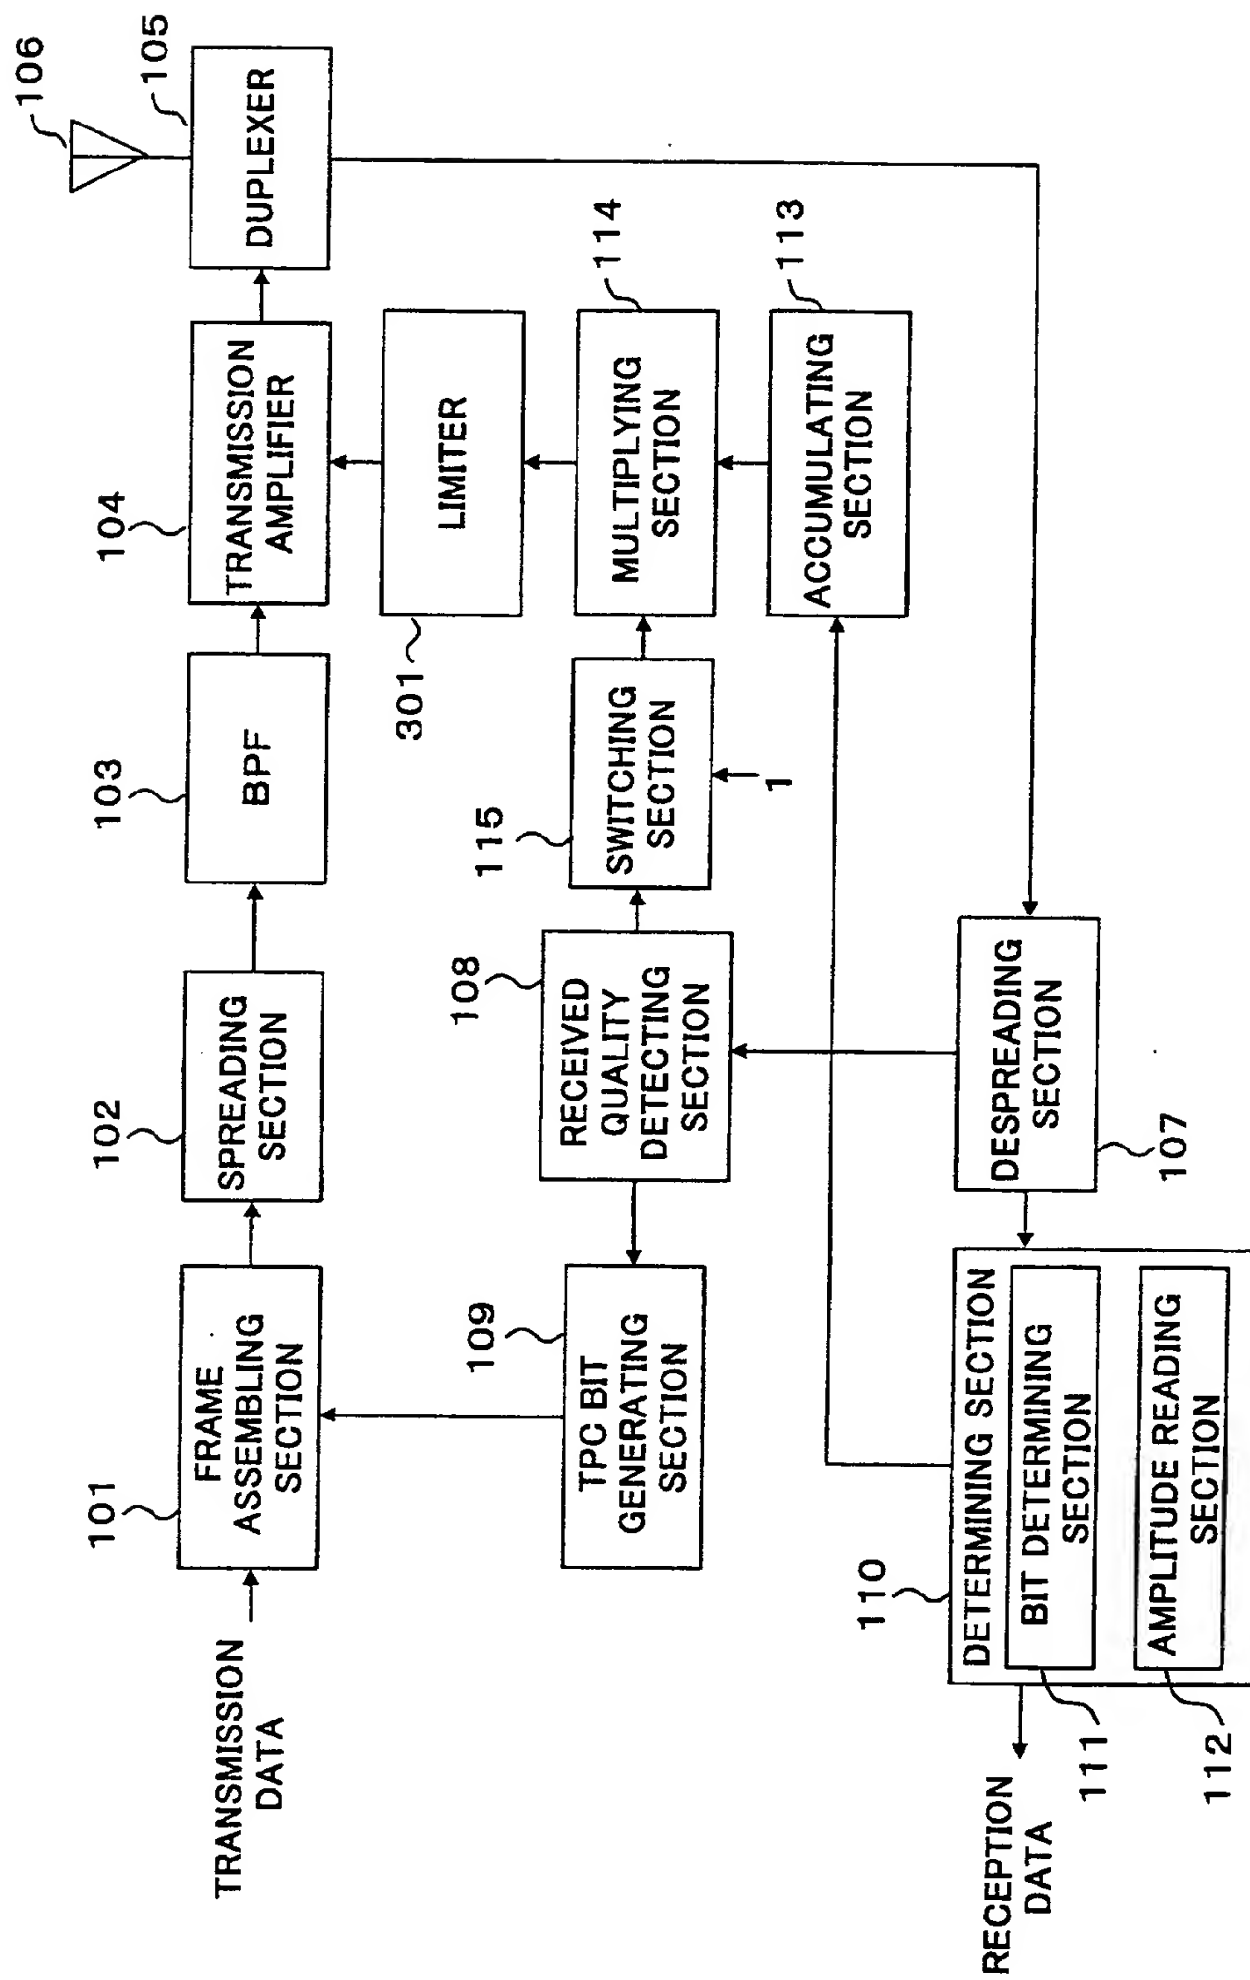 106
105
DUPLEXER
104
TRANSMISSION
AMPLIFIER
103
BPF
102
SPREADING
SECTION
101
FRAME
ASSEMBLING
SECTION
TRANSMISSION
DATA
301
LIMITER
114
MULTIPLYING
SECTION
113
ACCUMULATING
SECTION
115
SWITCHING
SECTION
1
108
RECEIVED
QUALITY
DETECTING
SECTION
109
TPC BIT
GENERATING
SECTION
DESPREADING
SECTION
107
110
DETERMINING SECTION
BIT DETERMINING
SECTION
111
AMPLITUDE READING
SECTION
112
RECEPTION
DATA